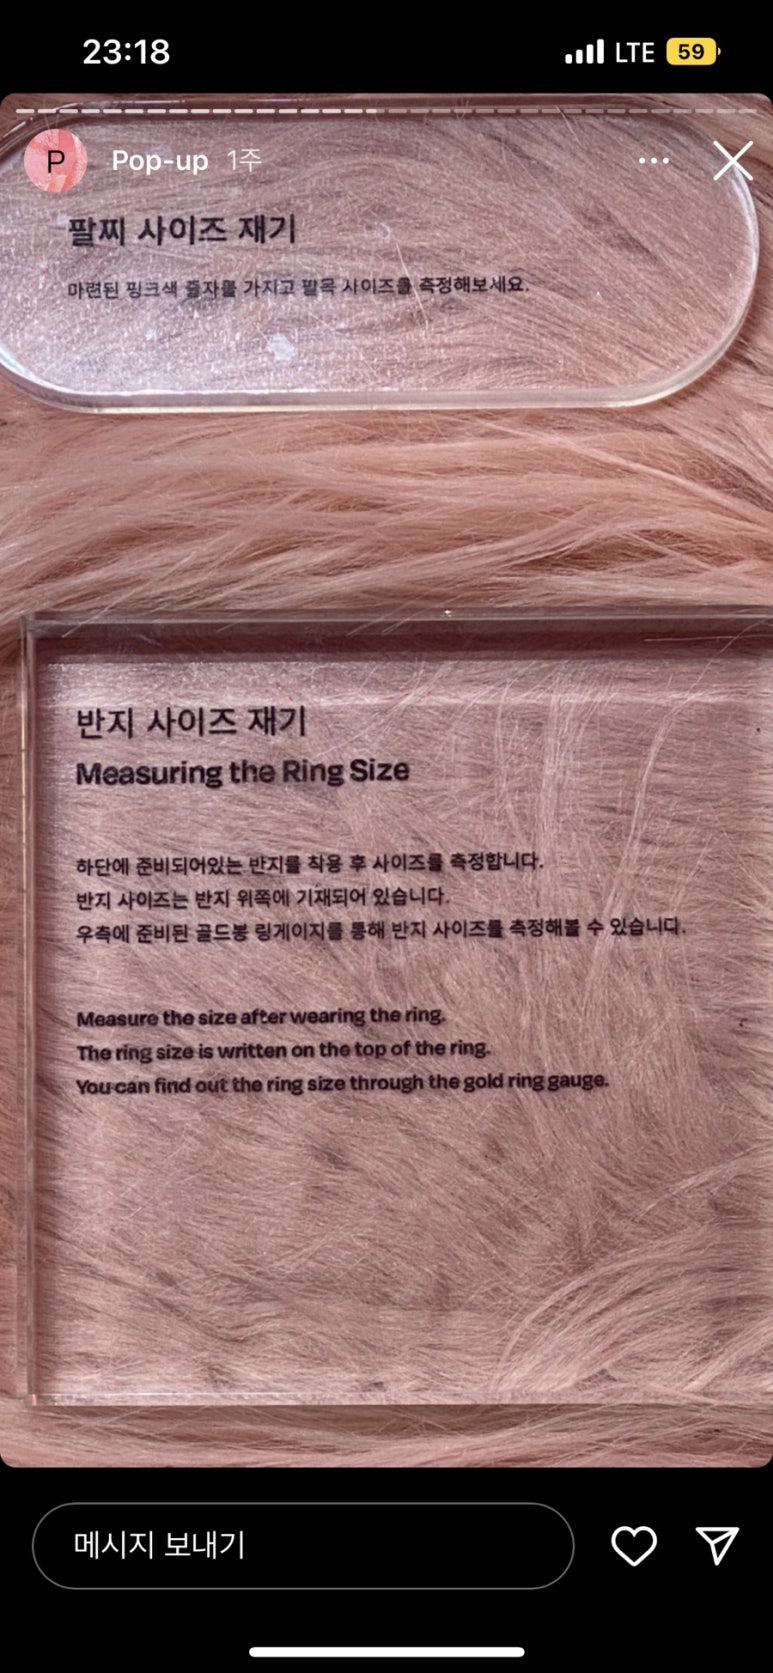 23:18
LTE 59
P
Pop-up 1주
팔찌 사이즈 재기
마련된 핑크색 줄자를 가지고 팔목 사이즈를 측정해보세요.
반지 사이즈 재기
Measuring the Ring Size
하단에 준비되어있는 반지를 착용 후 사이즈를 측정합니다.
반지 사이즈는 반지 위쪽에 기재되어 있습니다.
우측에 준비된 골드봉 링게이지를 통해 반지 사이즈를 측정해볼 수 있습니다.
Measure the size after wearing the ring.
The ring size is written on the top of the ring.
You can find out the ring size through the gold ring gauge.
메시지 보내기